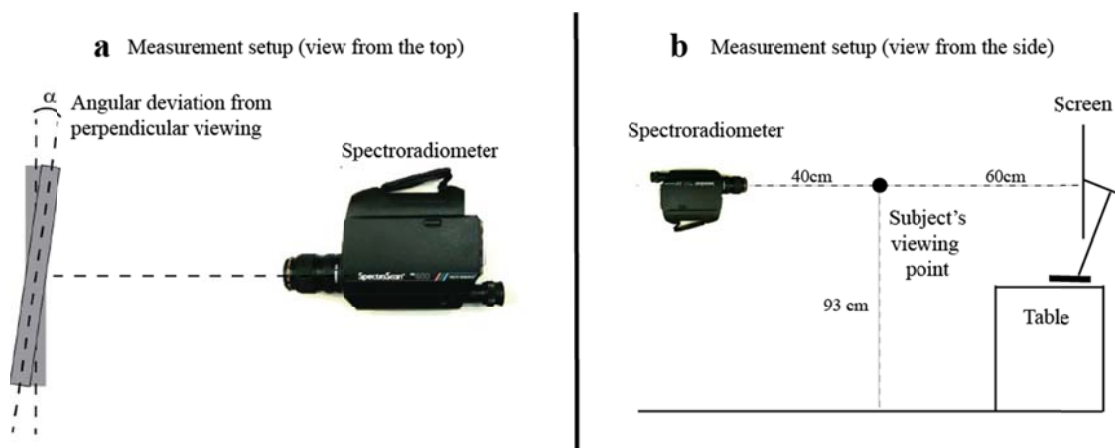 a Measurement setup (view from the top)
α
Angular deviation from
perpendicular viewing
Spectroradiometer
SpectraScan
b Measurement setup (view from the side)
Screen
Spectroradiometer
40cm
60cm
Subject's
viewing
point
93 cm
Table